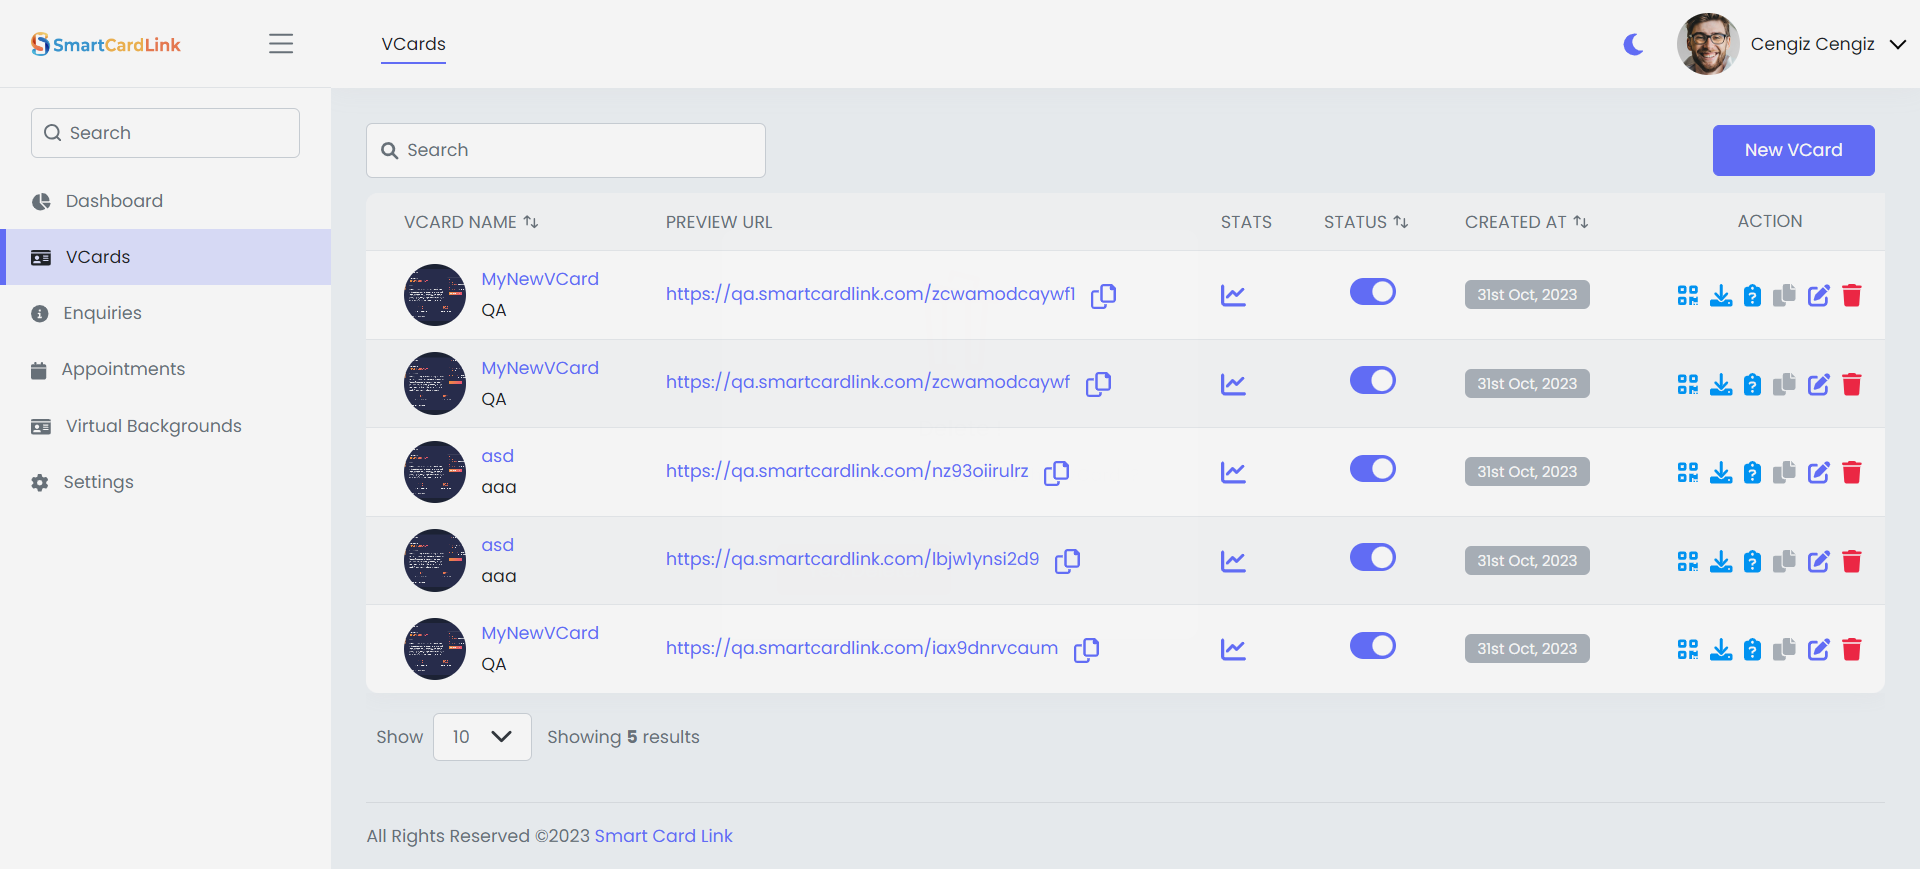 SmartCardLink
VCards
Cengiz Cengiz
Search
Dashboard
VCards
Enquiries
Appointments
Virtual Backgrounds
Settings
Search
New VCard
VCARD NAME PREVIEW URL STATS STATUS CREATED AT ACTION
MyNewVCard
QA
https://qa.smartcardlink.com/zcwamodcaywf1
31st Oct, 2023
MyNewVCard
QA
https://qa.smartcardlink.com/zcwamodcaywf
31st Oct, 2023
asd
aaa
https://qa.smartcardlink.com/nz93oiirulrz
31st Oct, 2023
asd
aaa
https://qa.smartcardlink.com/lbjw1ynsi2d9
31st Oct, 2023
MyNewVCard
QA
https://qa.smartcardlink.com/iax9dnrvcaum
31st Oct, 2023
Show 10 Showing 5 results
All Rights Reserved ©2023 Smart Card Link